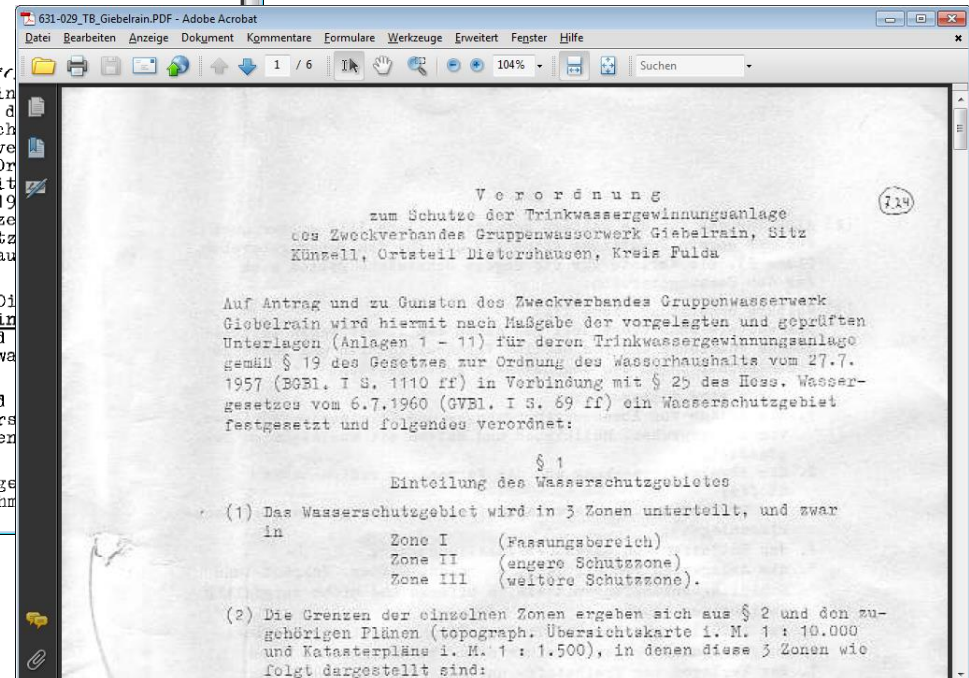 631-029_TB_Giebelrain.PDF - Adobe Acrobat
Datei Bearbeiten Anzeige Dokument Kommentare Formulare Werkzeuge Erweitert Fenster Hilfe
1 / 6 104% Suchen
V e r o r d n u n g
7.24
zum Schutze der Trinkwassergewinnungsanlage
des Zweckverbandes Gruppenwasserwerk Giebelrain, Sitz
Künzell, Ortsteil Dietershausen, Kreis Fulda
Auf Antrag und zu Gunsten des Zweckverbandes Gruppenwasserwerk
Giebelrain wird hiermit nach Maßgabe der vorgelegten und geprüften
Unterlagen (Anlagen 1 - 11) für deren Trinkwassergewinnungsanlage
gemäß § 19 des Gesetzes zur Ordnung des Wasserhaushalts vom 27.7.
1957 (BGBl. I S. 1110 ff) in Verbindung mit § 25 des Hess. Wasser-
gesetzes vom 6.7.1960 (GVBl. I S. 69 ff) ein Wasserschutzgebiet
festgesetzt und folgendes verordnet:
§ 1
Einteilung des Wasserschutzgebietes
(1) Das Wasserschutzgebiet wird in 3 Zonen unterteilt, und zwar
in
Zone I (Fassungsbereich)
Zone II (engere Schutzzone)
Zone III (weitere Schutzzone).
(2) Die Grenzen der einzelnen Zonen ergehen sich aus § 2 und den zu-
gehörigen Plänen (topograph. Übersichtskarte i. M. 1 : 10.000
und Katasterpläne i. M. 1 : 1.500), in denen diese 3 Zonen wie
folgt dargestellt sind: